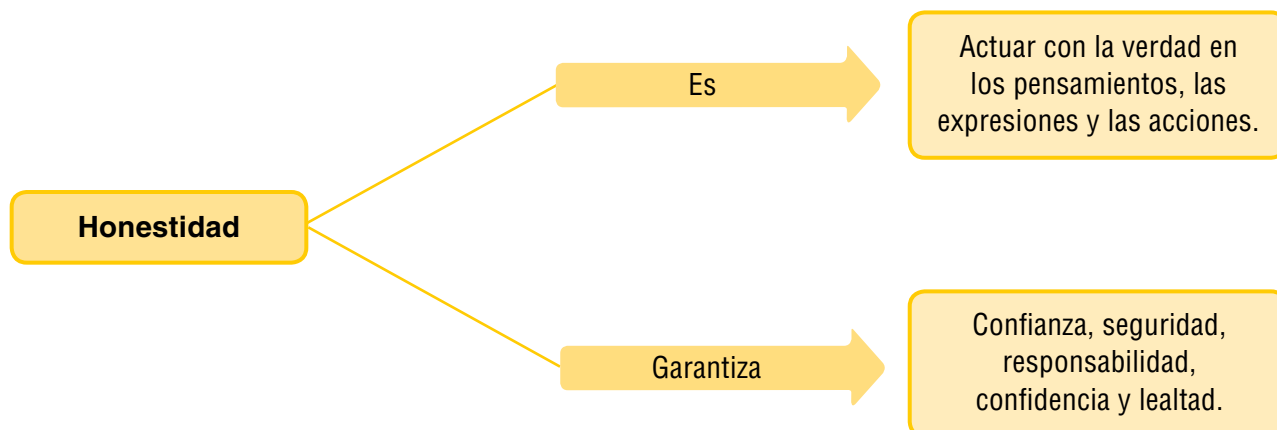 Honestidad
Es
Actuar con la verdad en
los pensamientos, las
expresiones y las acciones.
Garantiza
Confianza, seguridad,
responsabilidad,
confidencia y lealtad.